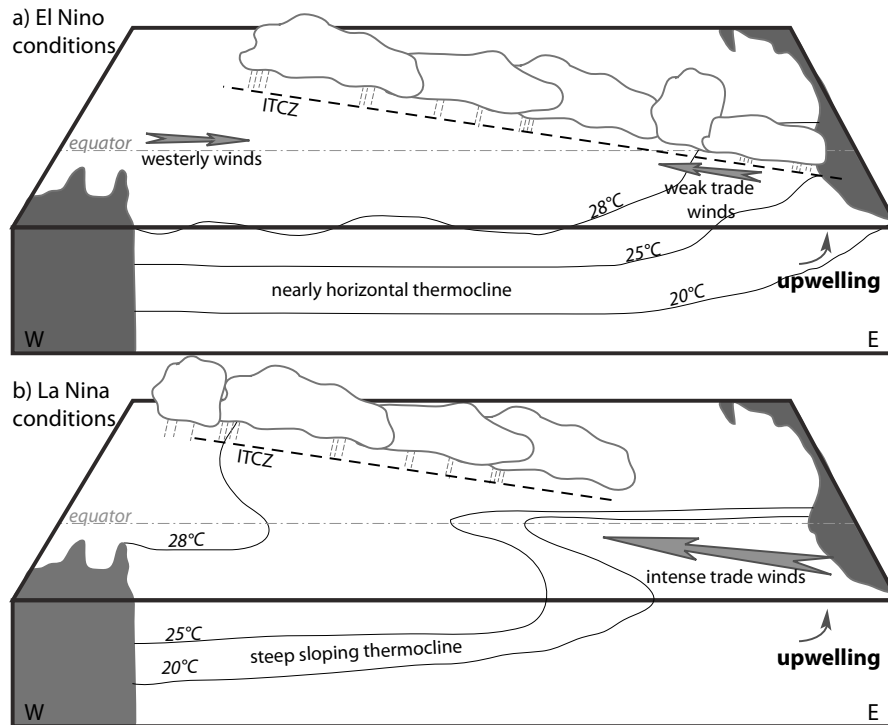 a) El Nino
conditions
ITCZ
equator
westerly winds
weak trade
winds
28°C
25°C
upwelling
20°C
nearly horizontal thermocline
W
E
b) La Nina
conditions
ITCZ
equator
28°C
intense trade winds
25°C
steep sloping thermocline
20°C
upwelling
W
E